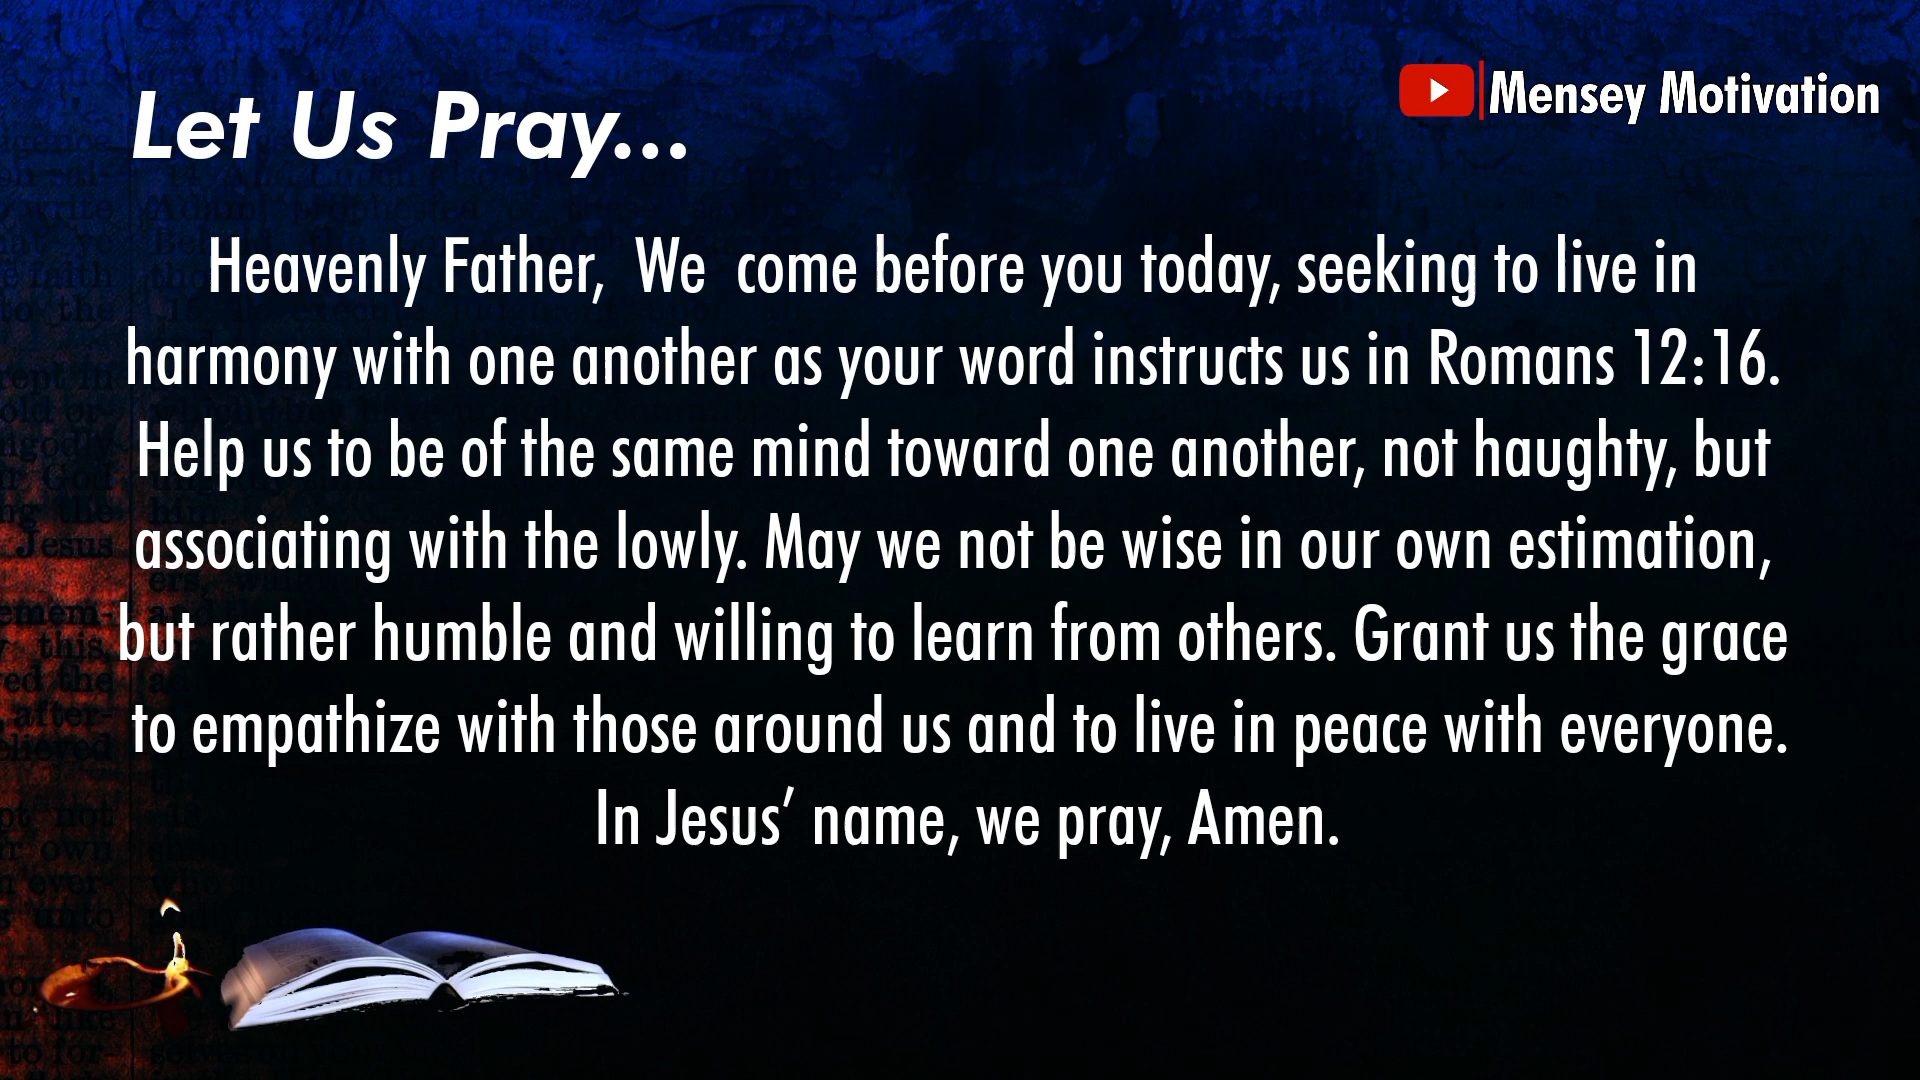 Let Us Pray...
Mensey Motivation
Heavenly Father,  We  come before you today, seeking to live in
harmony with one another as your word instructs us in Romans 12:16.
Help us to be of the same mind toward one another, not haughty, but
associating with the lowly. May we not be wise in our own estimation,
but rather humble and willing to learn from others. Grant us the grace
to empathize with those around us and to live in peace with everyone.
In Jesus’ name, we pray, Amen.